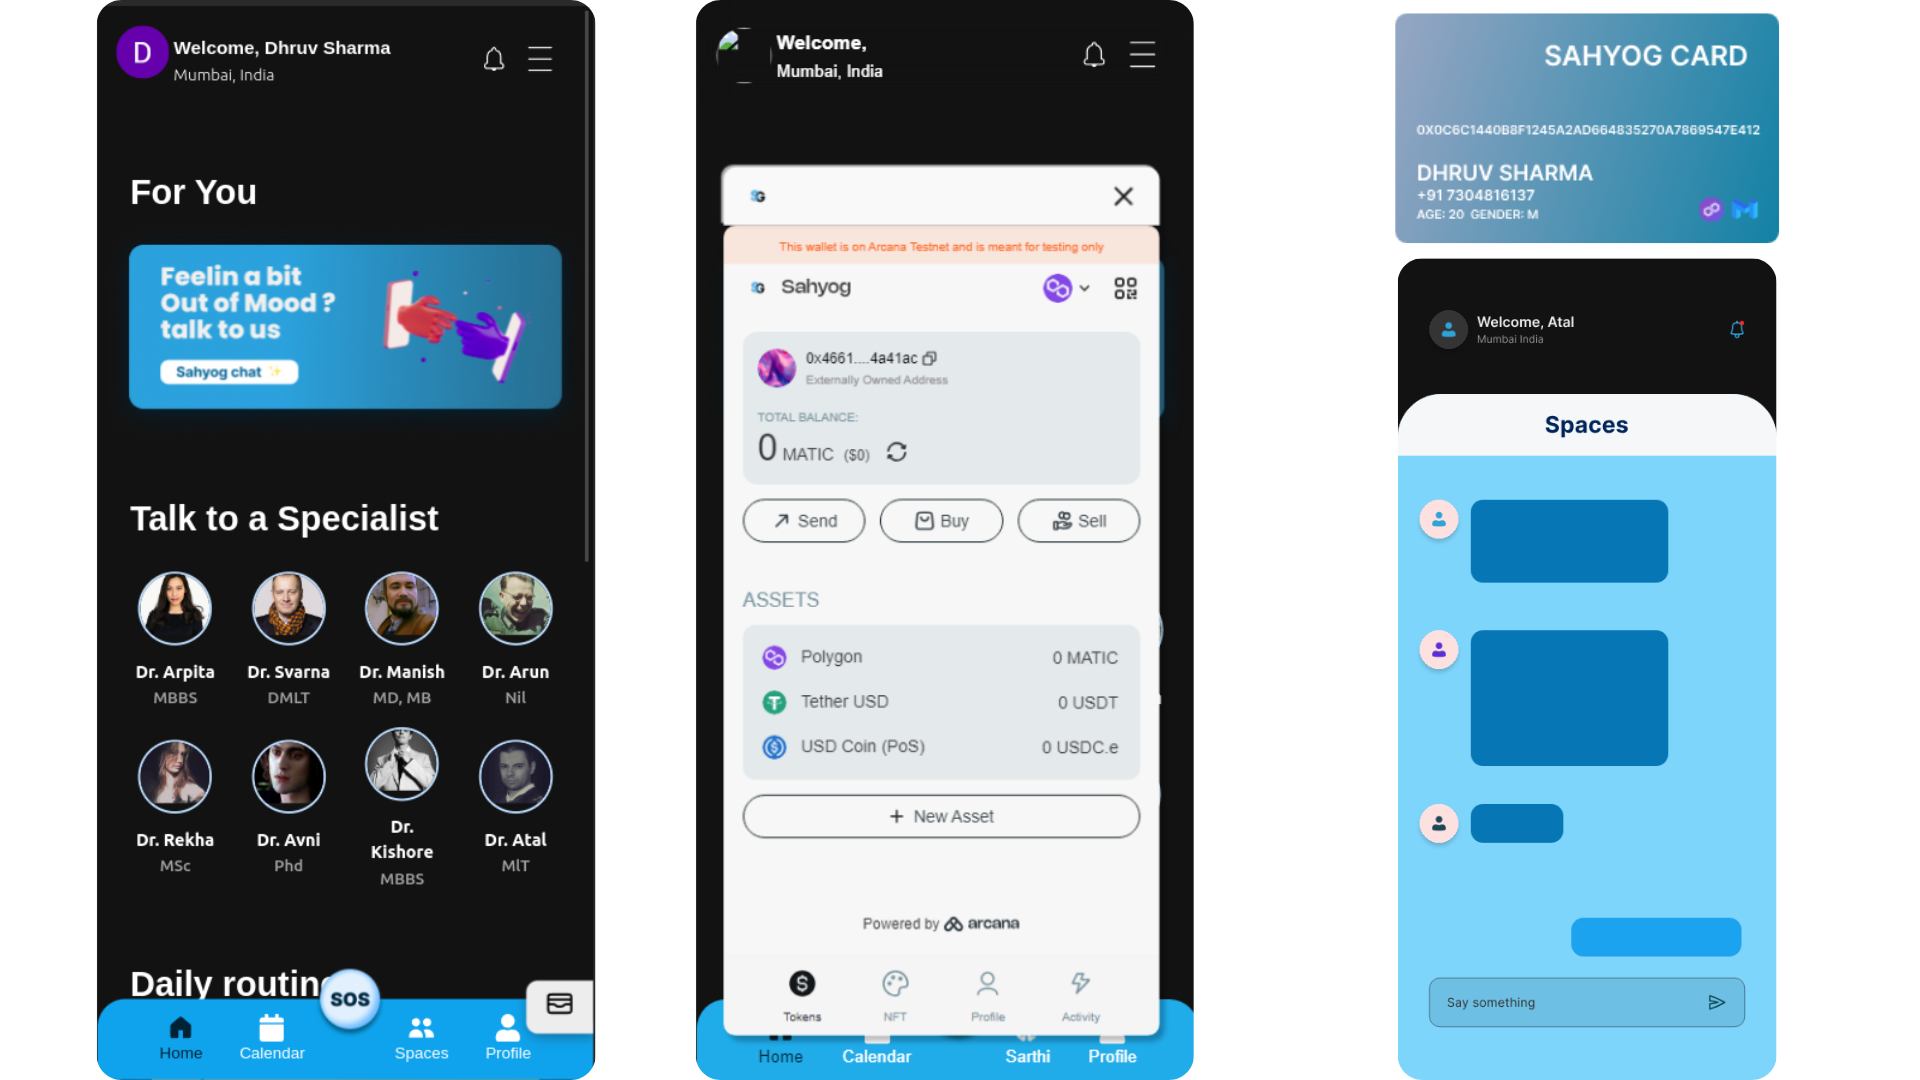 D
Welcome, Dhruv Sharma
Mumbai, India
For You
Feelin a bit
Out of Mood ?
talk to us
Sahyog chat
Talk to a Specialist
Dr. Arpita
MBBS
Dr. Svarna
DMLT
Dr. Manish
MD, MB
Dr. Arun
Nil
Dr. Rekha
MSc
Dr. Avni
Phd
Dr.
Kishore
MBBS
Dr. Atal
MIT
Daily routine
SOS
Home
Calendar
Spaces
Profile
Welcome,
Mumbai, India
SG
This wallet is on Arcana Testnet and is meant for testing only
SG
Sahyog
0x4661....4a41ac
Externally Owned Address
TOTAL BALANCE:
0 MATIC ($0)
Send
Buy
Sell
ASSETS
Polygon
0 MATIC
Tether USD
0 USDT
USD Coin (PoS)
0 USDC.e
+ New Asset
Powered by arcana
Tokens
NFT
Profile
Activity
Home
Calendar
Sarthi
Profile
SAHYOG CARD
0X0C6C1440B8F1245A2AD664835270A7869547E412
DHRUV SHARMA
+91 7304816137
AGE: 20 GENDER: M
Welcome, Atal
Mumbai India
Spaces
Say something